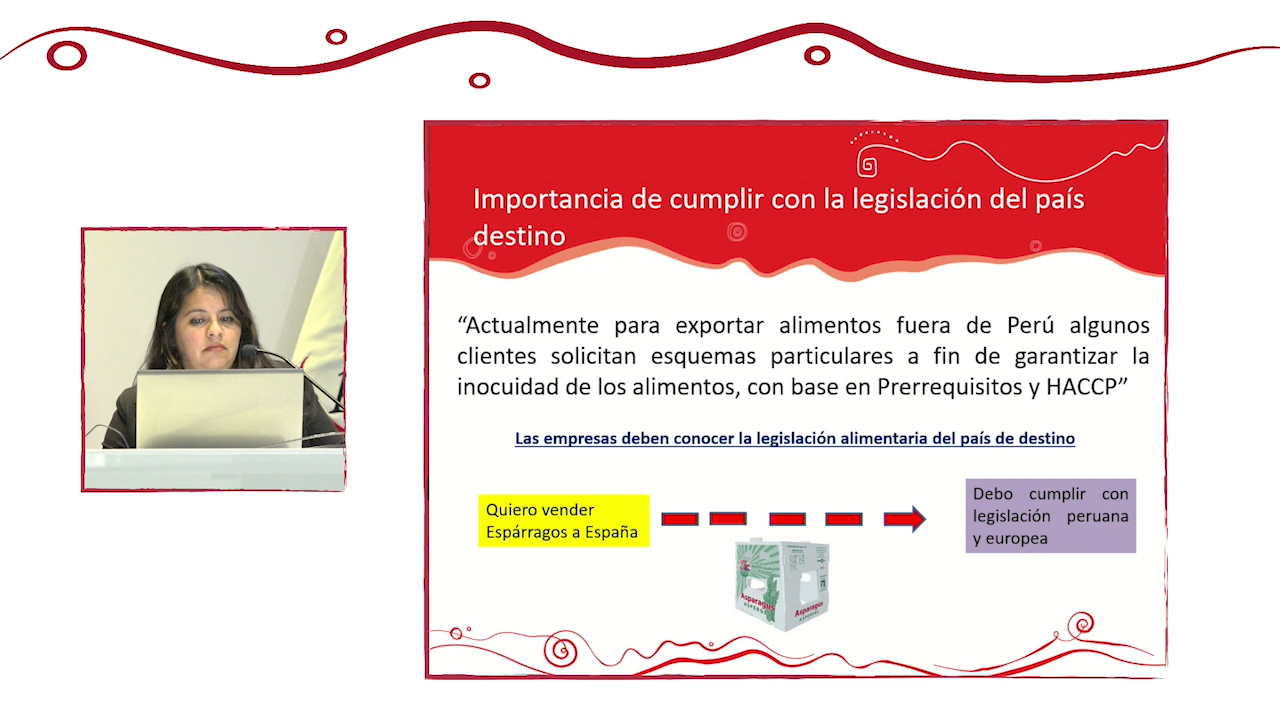 Importancia de cumplir con la legislación del país
destino
“Actualmente para exportar alimentos fuera de Perú algunos
clientes solicitan esquemas particulares a fin de garantizar la
inocuidad de los alimentos, con base en Prerrequisitos y HACCP”
Las empresas deben conocer la legislación alimentaria del país de destino
Quiero vender
Espárragos a España
Debo cumplir con
legislación peruana
y europea
Asparagus
Asparagus